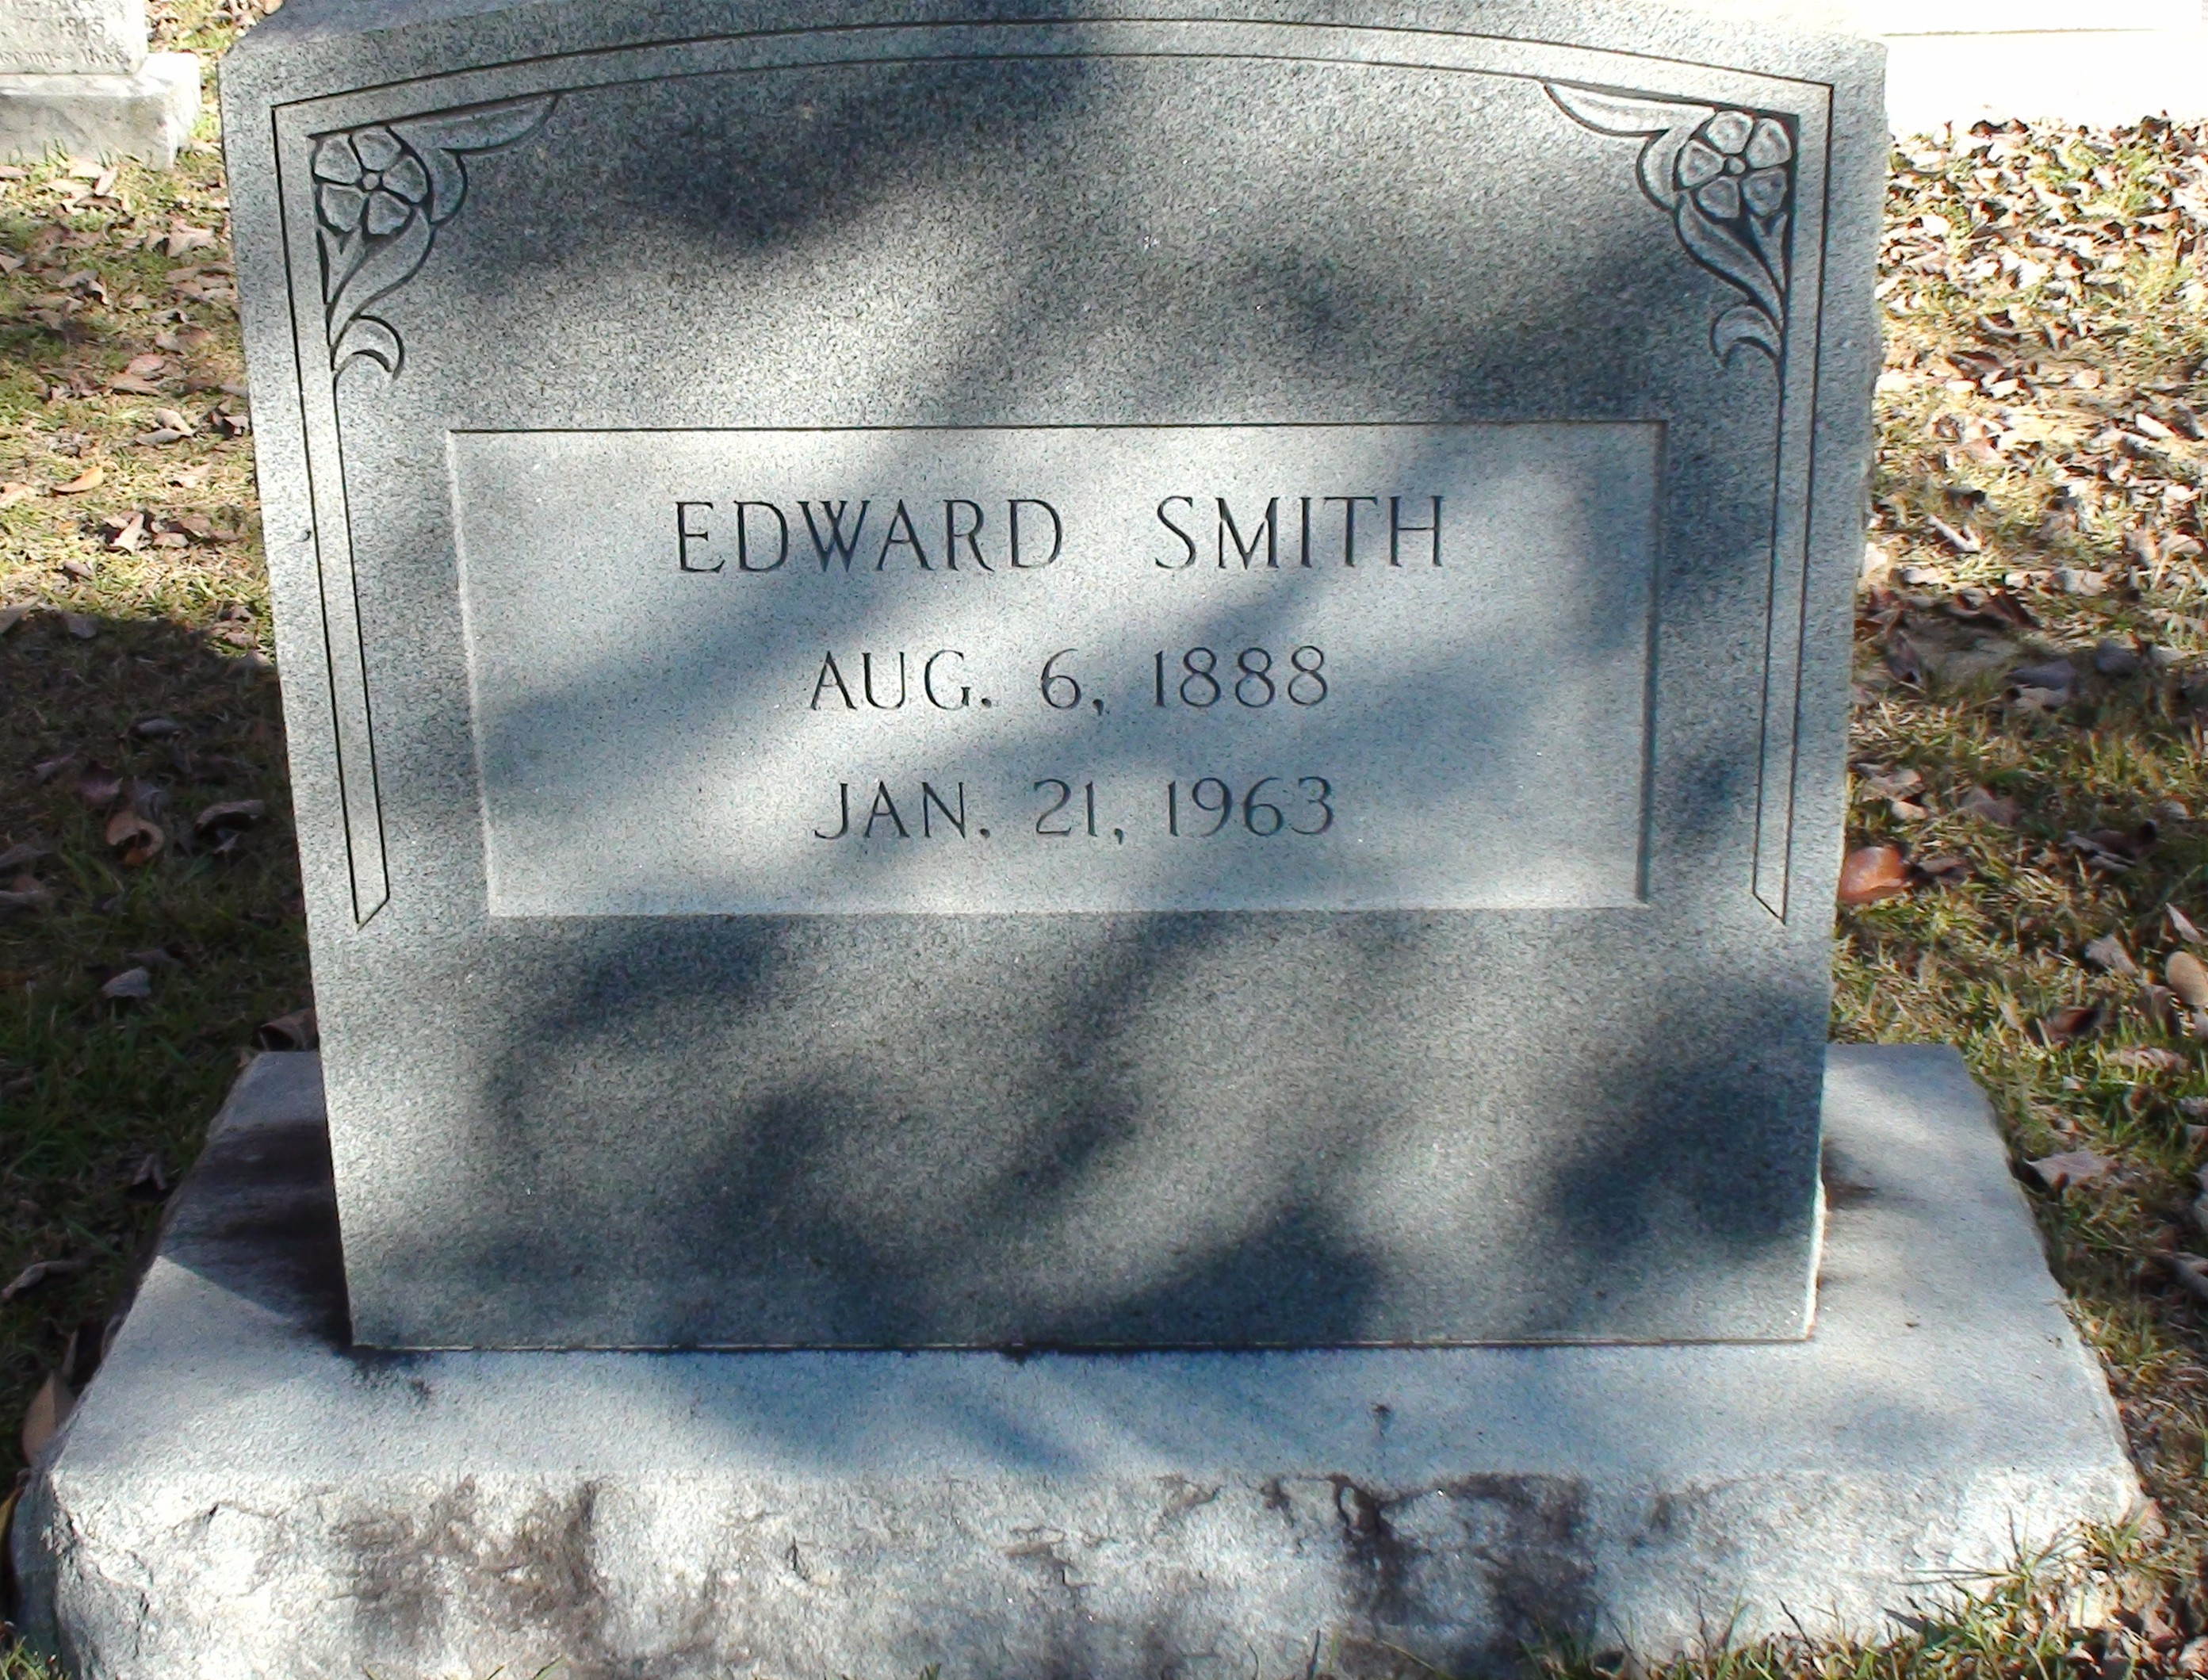 EDWARD SMITH
AUG. 6, 1888
JAN. 21, 1963